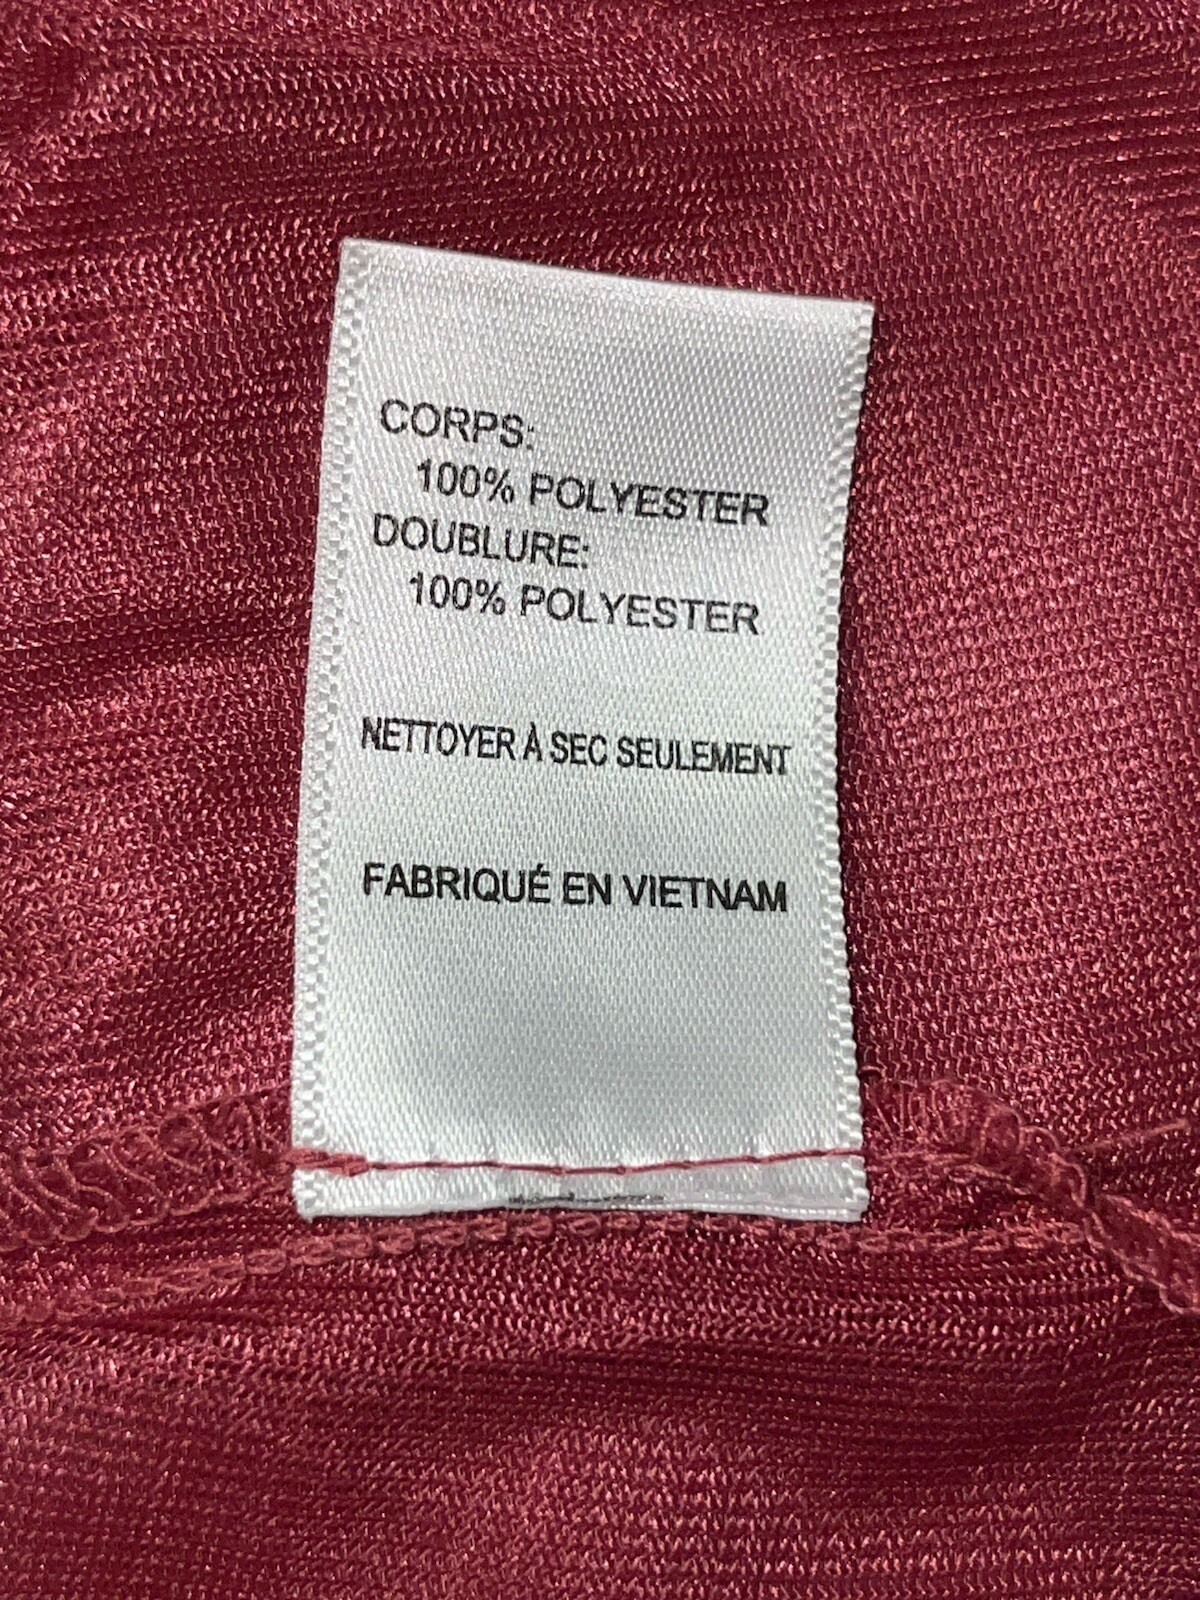 CORPS:
100% POLYESTER
DOUBLURE:
100% POLYESTER
NETTOYER À SEC SEULEMENT
FABRIQUÉ EN VIETNAM